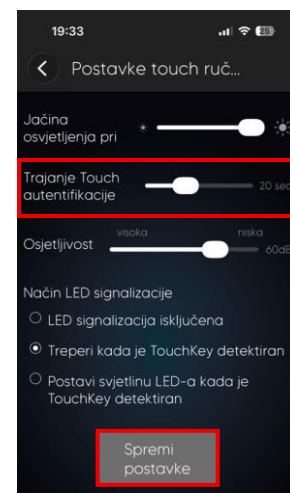 19:33
25
Postavke touch ruč...
Jačina
osvjetljenja pri
Trajanje Touch
autentifikacije
20 sec
visoka niska
Osjetljivost
60dB
Način LED signalizacije
LED signalizacija isključena
Treperi kada je TouchKey detektiran
Postavi svjetlinu LED-a kada je
TouchKey detektiran
Spremi
postavke